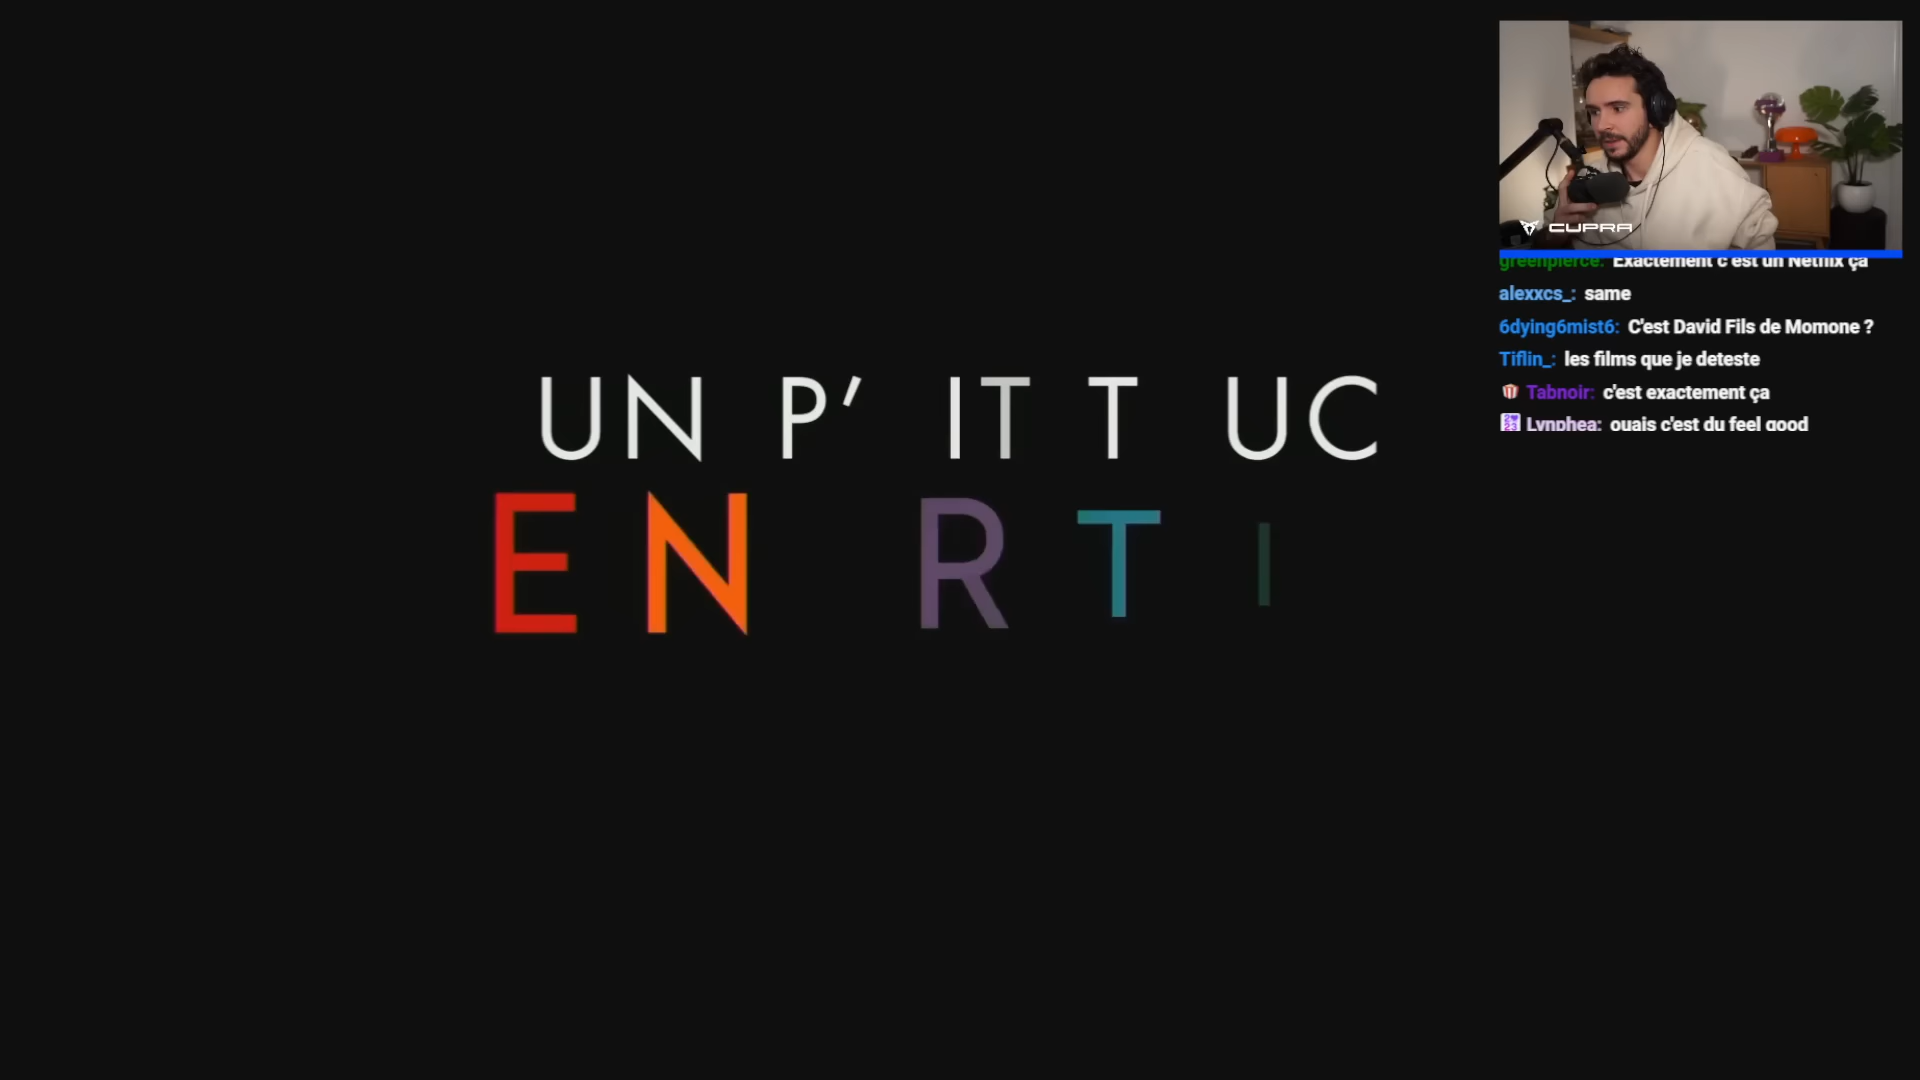 UN P' IT T UC
EN R T I
CUPRA
greenpierce: Exactement c'est un Netflix ça
alexxcs_: same
6dying6mist6: C'est David Fils de Momone ?
Tiflin_: les films que je deteste
Tabnoir: c'est exactement ça
Lynphea: ouais c'est du feel good